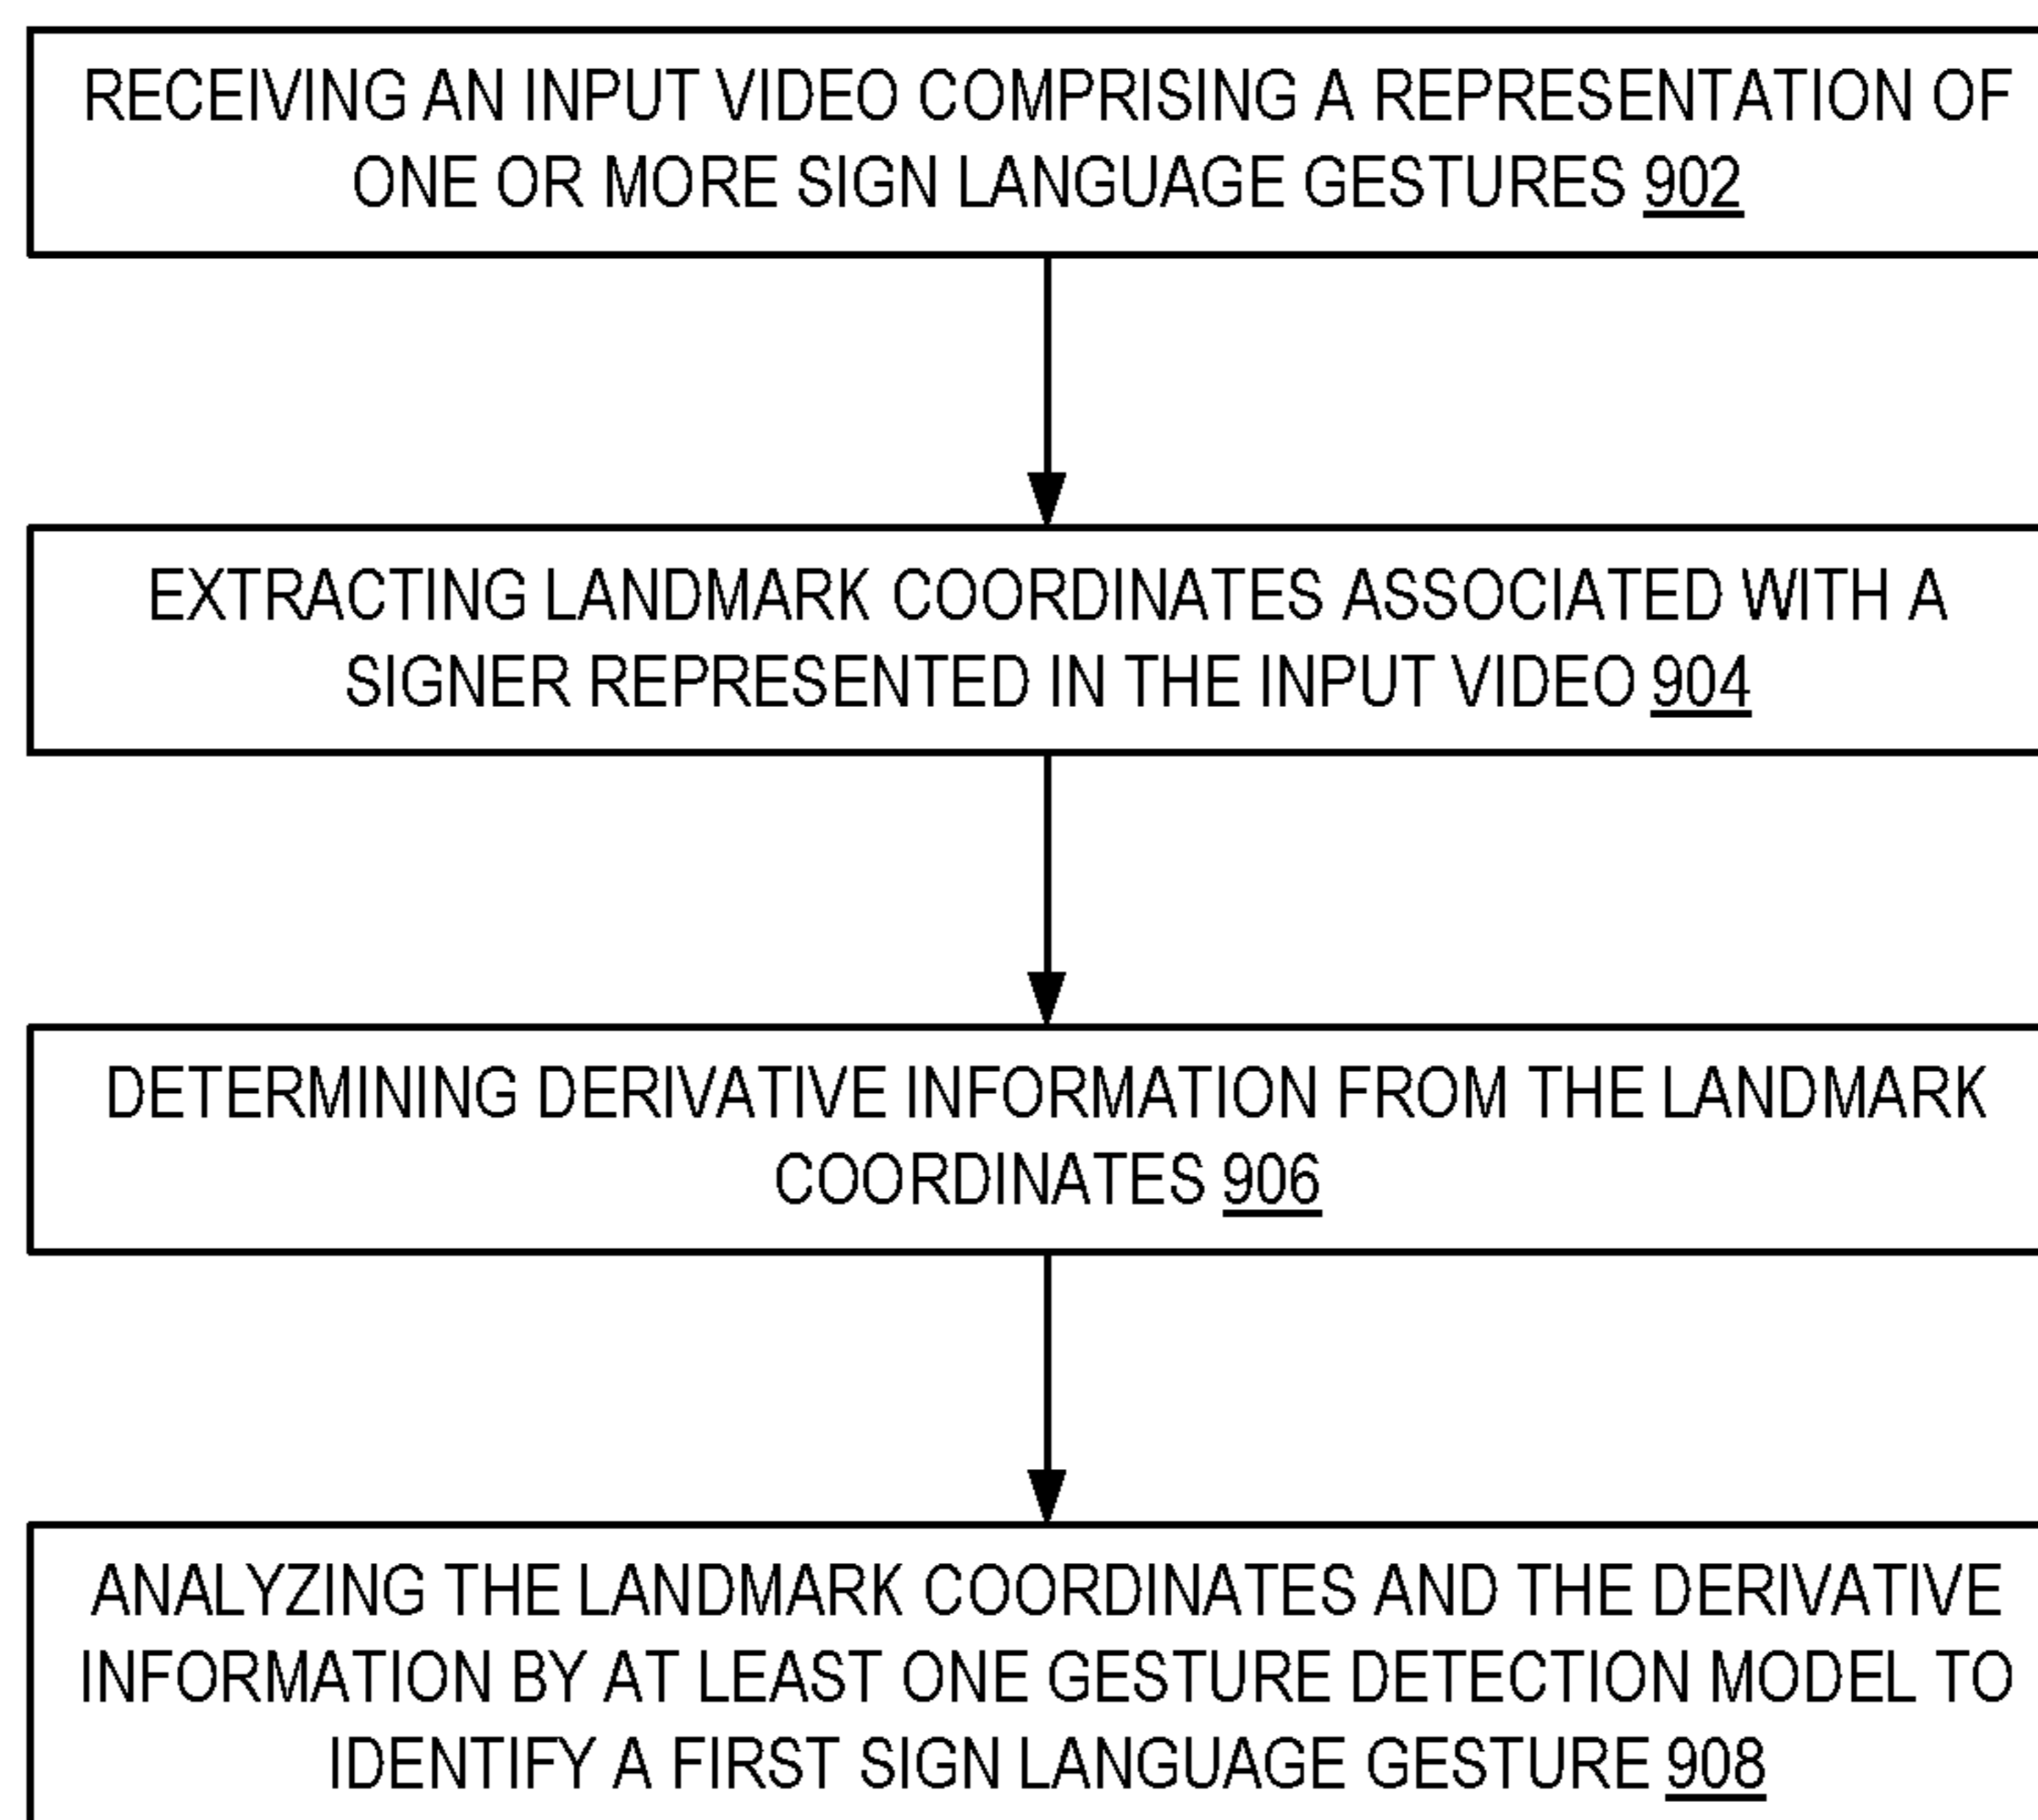 RECEIVING AN INPUT VIDEO COMPRISING A REPRESENTATION OF
ONE OR MORE SIGN LANGUAGE GESTURES 902
EXTRACTING LANDMARK COORDINATES ASSOCIATED WITH A
SIGNER REPRESENTED IN THE INPUT VIDEO 904
DETERMINING DERIVATIVE INFORMATION FROM THE LANDMARK
COORDINATES 906
ANALYZING THE LANDMARK COORDINATES AND THE DERIVATIVE
INFORMATION BY AT LEAST ONE GESTURE DETECTION MODEL TO
IDENTIFY A FIRST SIGN LANGUAGE GESTURE 908